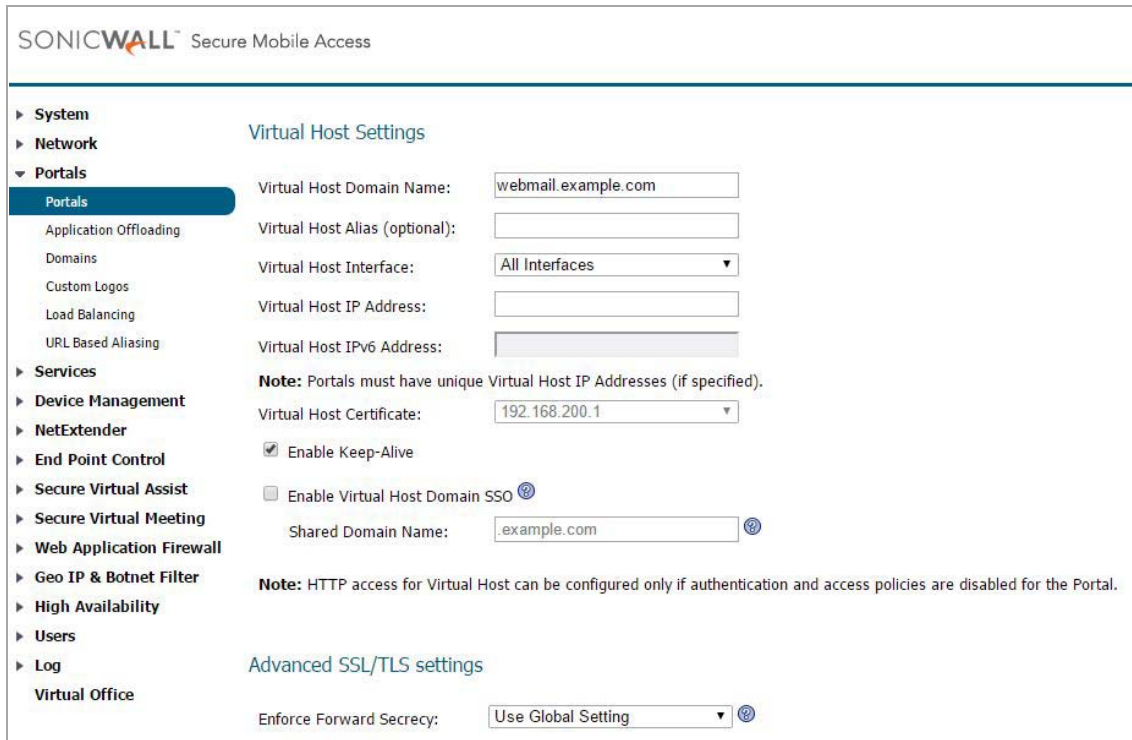 SONICWALL™ Secure Mobile Access
System
Network
Portals
Portals
Application Offloading
Domains
Custom Logos
Load Balancing
URL Based Aliasing
Services
Device Management
NetExtender
End Point Control
Secure Virtual Assist
Secure Virtual Meeting
Web Application Firewall
Geo IP & Botnet Filter
High Availability
Users
Log
Virtual Office
Virtual Host Settings
Virtual Host Domain Name: webmail.example.com
Virtual Host Alias (optional):
Virtual Host Interface: All Interfaces
Virtual Host IP Address:
Virtual Host IPv6 Address:
Note: Portals must have unique Virtual Host IP Addresses (if specified).
Virtual Host Certificate: 192.168.200.1
Enable Keep-Alive
Enable Virtual Host Domain SSO ?
Shared Domain Name: .example.com ?
Note: HTTP access for Virtual Host can be configured only if authentication and access policies are disabled for the Portal.
Advanced SSL/TLS settings
Enforce Forward Secrecy: Use Global Setting ?